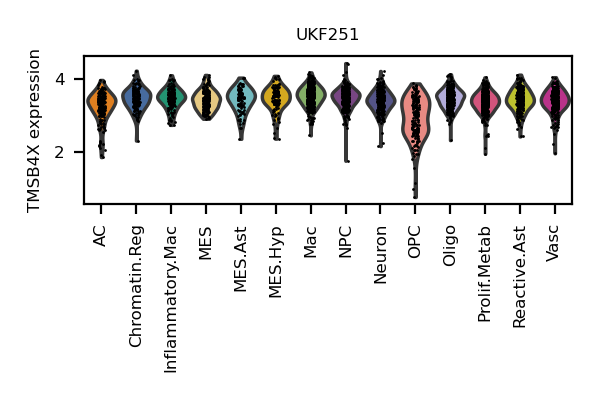 UKF251
TMSB4X expression
4
2
AC
Chromatin.Reg
Inflammatory.Mac
MES
MES.Ast
MES.Hyp
Mac
NPC
Neuron
OPC
Oligo
Prolif.Metab
Reactive.Ast
Vasc